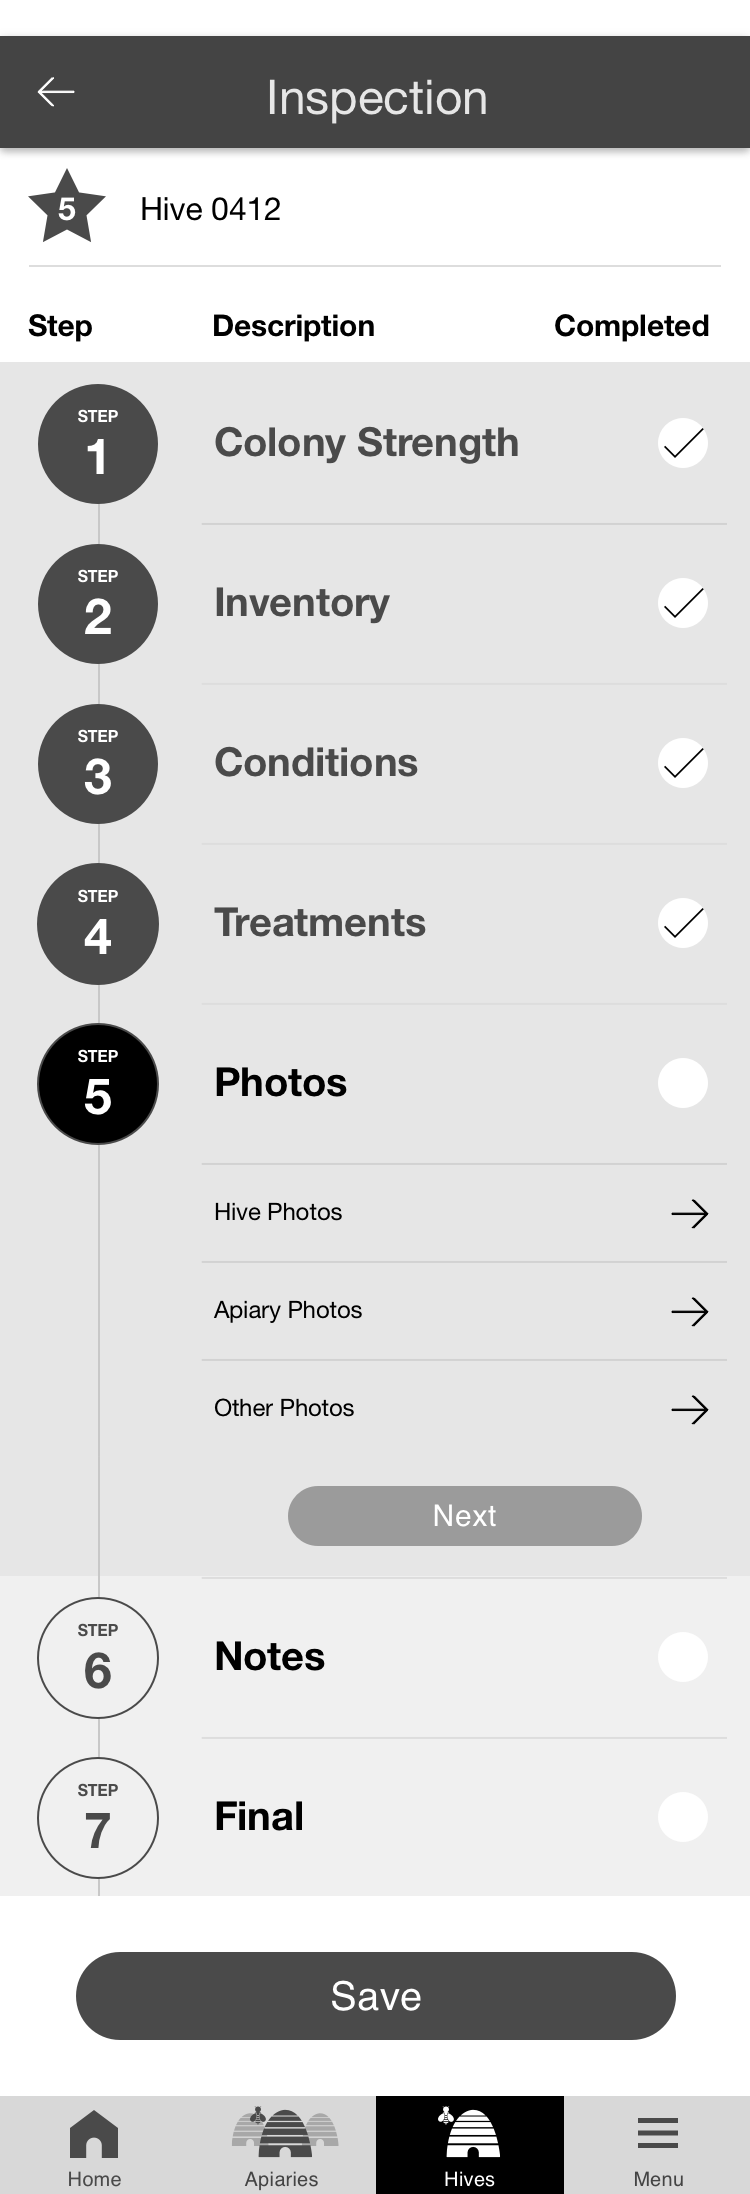 Inspection
5 Hive 0412
Step Description Completed
STEP
1 Colony Strength
STEP
2 Inventory
STEP
3 Conditions
STEP
4 Treatments
STEP
5 Photos
Hive Photos
Apiary Photos
Other Photos
Next
STEP
6 Notes
STEP
7 Final
Save
Home Apiaries Hives Menu